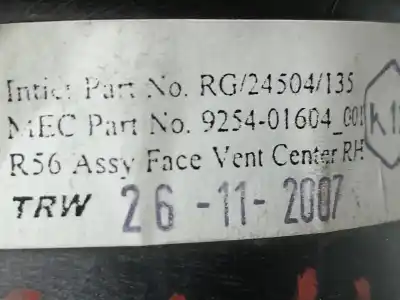 Intier Part No. RG/24504/135
MEC Part No. 9254-01604_001
R56 Assy Face Vent Center RH
TRW 26-11-2007